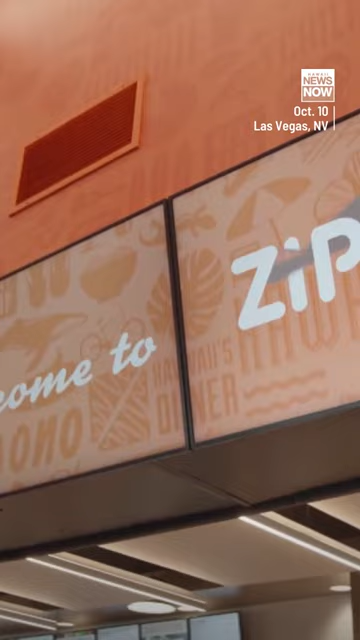 HAWAII
NEWS
NOW
Oct. 10
Las Vegas, NV
ZiP
come to
HAWAII'S
DINER
ONO